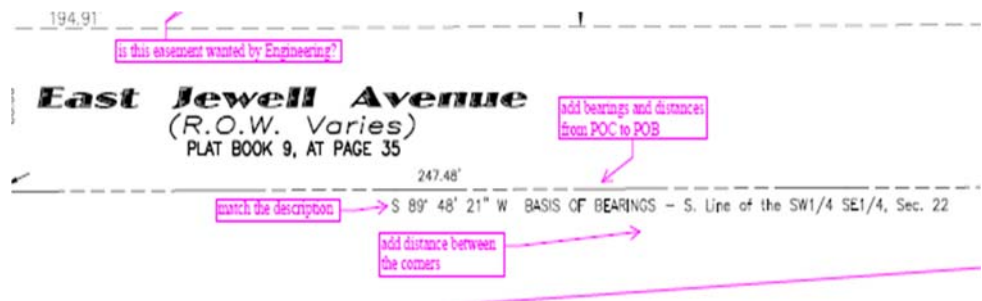 194.91'
is this easement wanted by Engineering?
East Jewell Avenue
(R.O.W. Varies)
PLAT BOOK 9, AT PAGE 35
add bearings and distances
from POC to POB
247.48'
match the description
S 89° 48' 21" W BASIS OF BEARINGS – S. Line of the SW1/4 SE1/4, Sec. 22
add distance between
the corners